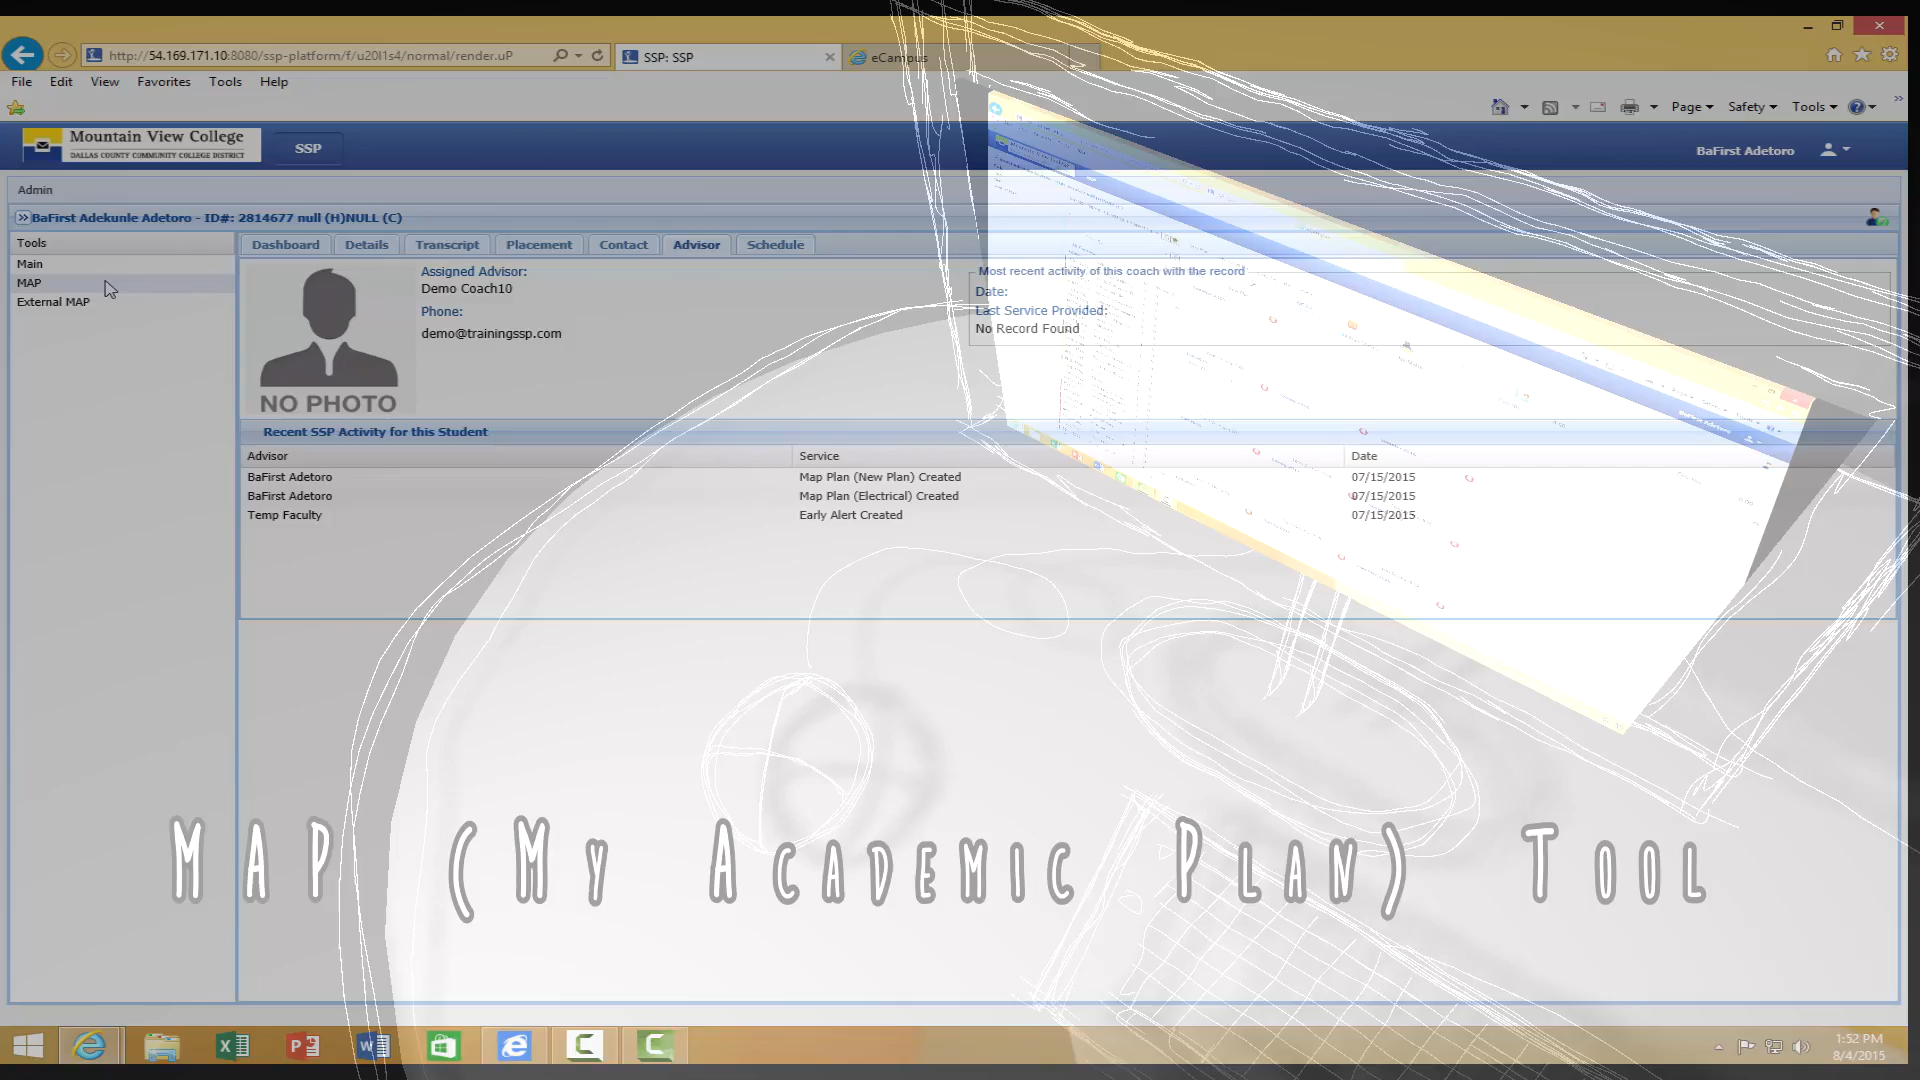 http://54.169.171.10:8080/ssp-platform/f/u20l1s4/normal/render.uP
SSP: SSP
eCampus
File Edit View Favorites Tools Help
Page Safety Tools
Mountain View College
DALLAS COUNTY COMMUNITY COLLEGE DISTRICT
SSP
BaFirst Adetoro
Admin
BaFirst Adekunle Adetoro - ID#: 2814677 null (H)NULL (C)
Tools
Main
MAP
External MAP
Dashboard Details Transcript Placement Contact Advisor Schedule
NO PHOTO
Assigned Advisor:
Demo Coach10
Phone:
demo@trainingssp.com
Most recent activity of this coach with the record
Date:
Last Service Provided:
No Record Found
Recent SSP Activity for this Student
Advisor Service Date
BaFirst Adetoro Map Plan (New Plan) Created 07/15/2015
BaFirst Adetoro Map Plan (Electrical) Created 07/15/2015
Temp Faculty Early Alert Created 07/15/2015
MAP (My Academic Plan) Tool
1:52 PM
8/4/2015